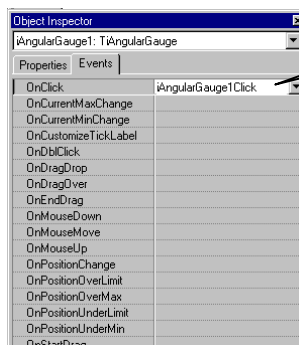 Object Inspector
iAngularGauge1: TiAngularGauge
Properties Events
OnClick iAngularGauge1Click
OnCurrentMaxChange
OnCurrentMinChange
OnCustomizeTickLabel
OnDblClick
OnDragDrop
OnDragOver
OnEndDrag
OnMouseDown
OnMouseMove
OnMouseUp
OnPositionChange
OnPositionOverLimit
OnPositionOverMax
OnPositionUnderLimit
OnPositionUnderMin
OnStartDrag